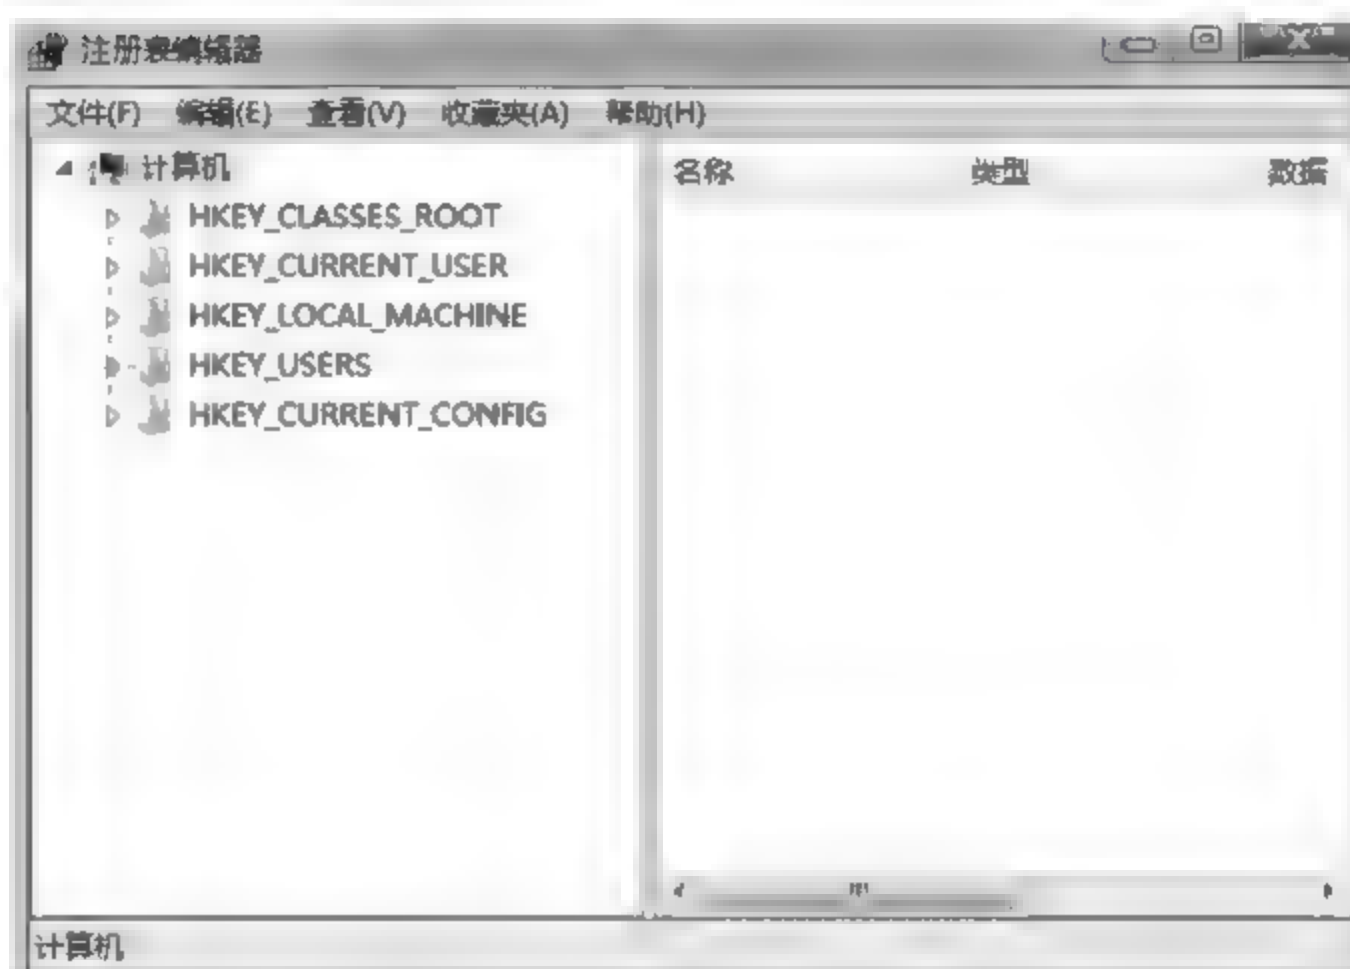 注册表编辑器
文件(F) 编辑(E) 查看(V) 收藏夹(A) 帮助(H)
计算机
HKEY_CLASSES_ROOT
HKEY_CURRENT_USER
HKEY_LOCAL_MACHINE
HKEY_USERS
HKEY_CURRENT_CONFIG
名称 类型 数据
计算机